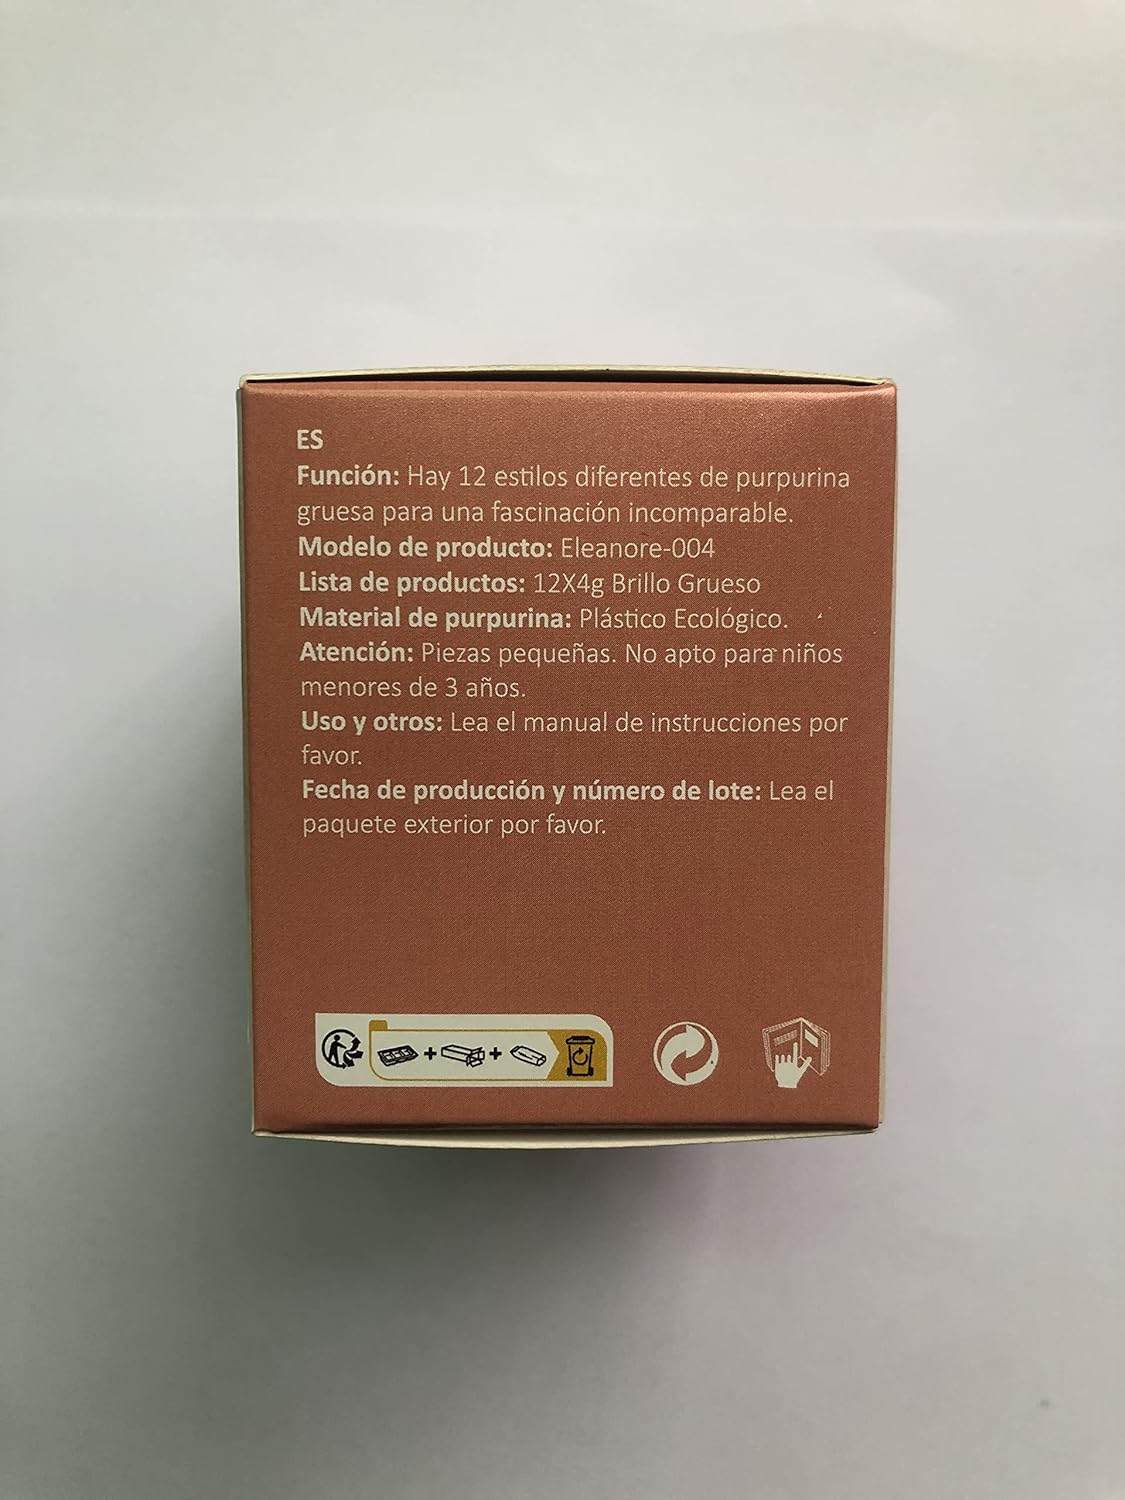 ES
Función: Hay 12 estilos diferentes de purpurina
gruesa para una fascinación incomparable.
Modelo de producto: Eleanore-004
Lista de productos: 12X4g Brillo Grueso
Material de purpurina: Plástico Ecológico.
Atención: Piezas pequeñas. No apto para niños
menores de 3 años.
Uso y otros: Lea el manual de instrucciones por
favor.
Fecha de producción y número de lote: Lea el
paquete exterior por favor.